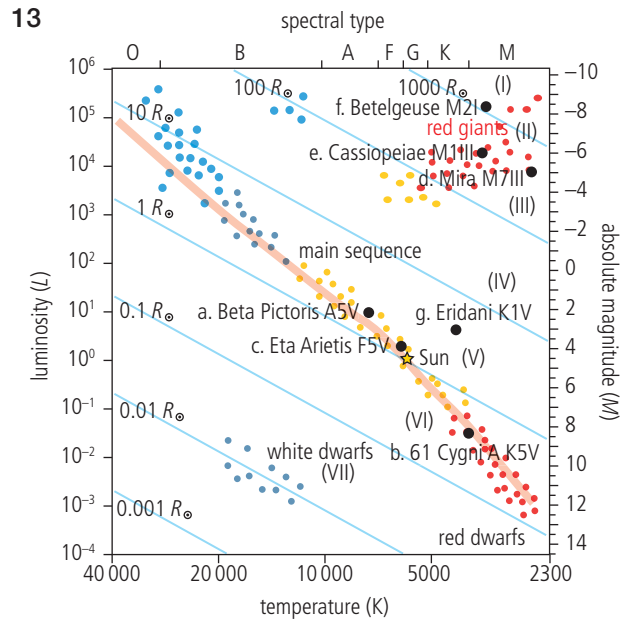 13
spectral type
O B A F G K M
10⁶
10⁵
10⁴
10³
10²
10¹
10⁰
10⁻¹
10⁻²
10⁻³
10⁻⁴
luminosity (L)
100 R⊙
1000 R⊙
(I)
10 R⊙
f. Betelgeuse M2I
red giants
(II)
e. Cassiopeiae M1III
d. Mira M7III
(III)
1 R⊙
main sequence
(IV)
a. Beta Pictoris A5V
g. Eridani K1V
0.1 R⊙
c. Eta Arietis F5V
Sun
(V)
0.01 R⊙
(VI)
white dwarfs
(VII)
b. 61 Cygni A K5V
0.001 R⊙
red dwarfs
−10
−8
−6
−4
−2
0
2
4
6
8
10
12
14
absolute magnitude (M)
40 000 20 000 10 000 5000 2300
temperature (K)